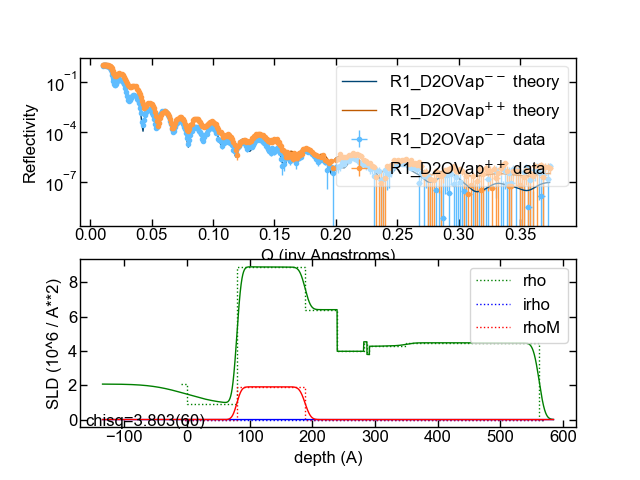 10⁻¹
10⁻⁴
10⁻⁷
Reflectivity
R1_D2OVap⁻⁻ theory
R1_D2OVap⁺⁺ theory
R1_D2OVap⁻⁻ data
R1_D2OVap⁺⁺ data
0.00 0.05 0.10 0.15 0.20 0.25 0.30 0.35
Q (inv Angstroms)
8
6
4
2
0
SLD (10^6 / A**2)
rho
irho
rhoM
chisq=3.803(60)
−100 0 100 200 300 400 500 600
depth (A)